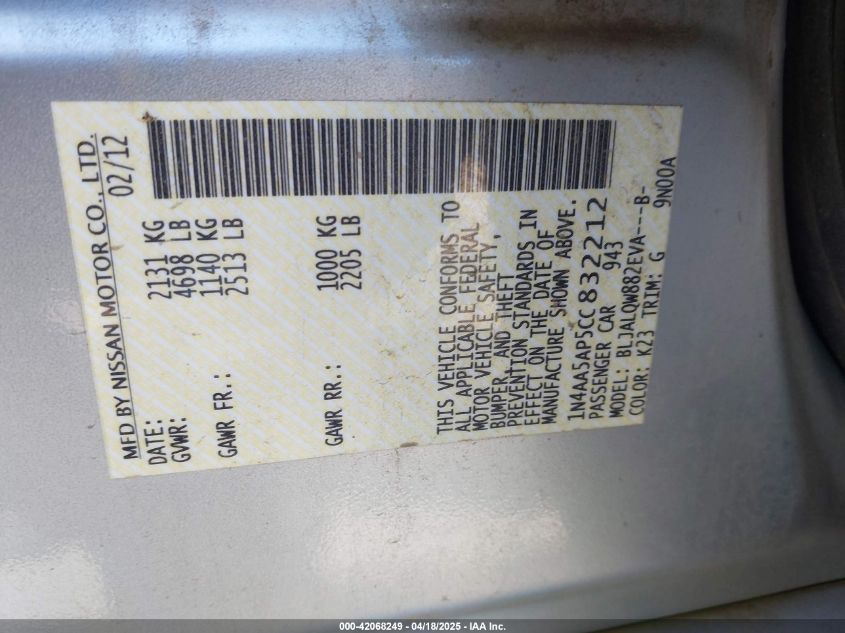 MFD BY NISSAN MOTOR CO., LTD.
DATE: 02/12
GVWR: 2131 KG
4698 LB
GAWR FR.: 1140 KG
2513 LB
GAWR RR.: 1000 KG
2205 LB
THIS VEHICLE CONFORMS TO
ALL APPLICABLE FEDERAL
MOTOR VEHICLE SAFETY,
BUMPER, AND THEFT
PREVENTION STANDARDS IN
EFFECT ON THE DATE OF
MANUFACTURE SHOWN ABOVE.
1N4AA5AP5CC832212
PASSENGER CAR 943
MODEL: BLJALQW882EVA---B-
COLOR: K23 TRIM: G 9N00A
000-42068249 - 04/18/2025 - IAA Inc.